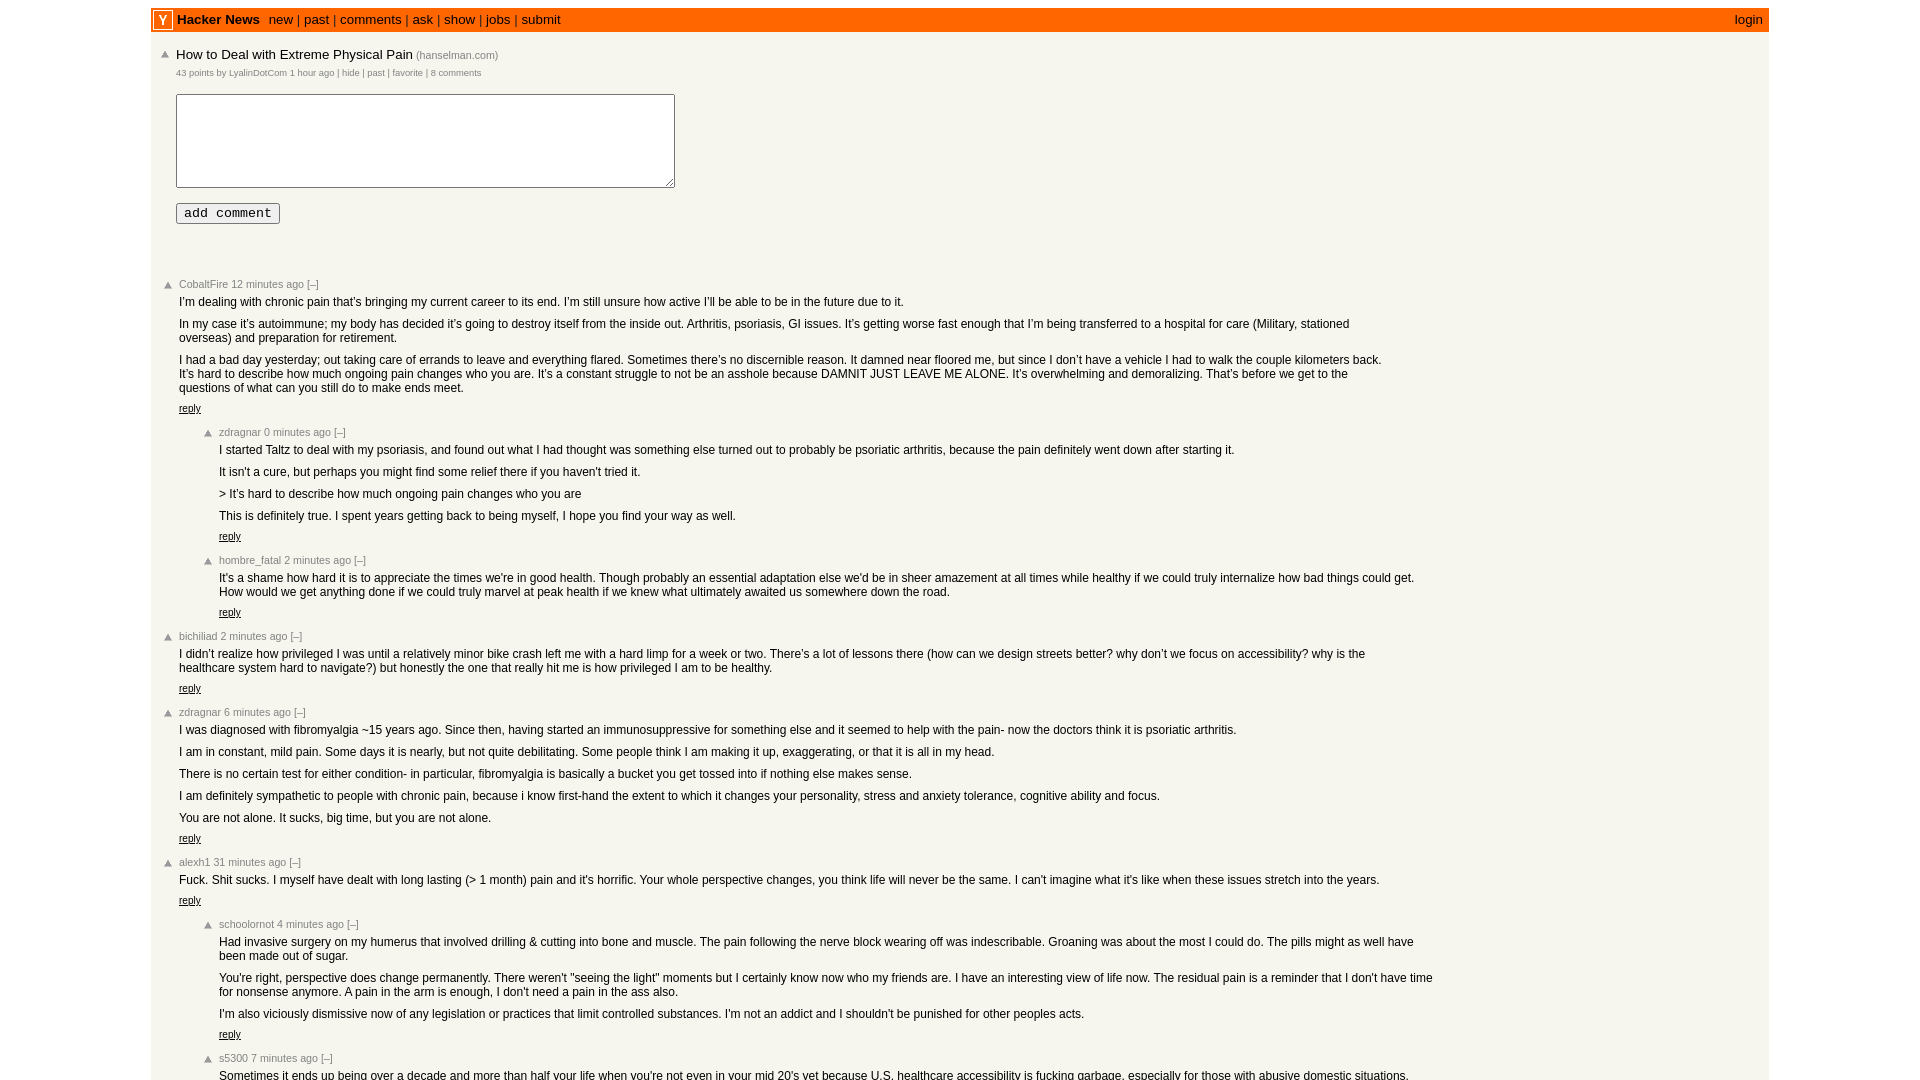 Y Hacker News new | past | comments | ask | show | jobs | submit login
How to Deal with Extreme Physical Pain (hanselman.com)
43 points by LyalinDotCom 1 hour ago | hide | past | favorite | 8 comments
add comment
CobaltFire 12 minutes ago [–]
I’m dealing with chronic pain that’s bringing my current career to its end. I’m still unsure how active I’ll be able to be in the future due to it.
In my case it’s autoimmune; my body has decided it’s going to destroy itself from the inside out. Arthritis, psoriasis, GI issues. It’s getting worse fast enough that I’m being transferred to a hospital for care (Military, stationed
overseas) and preparation for retirement.
I had a bad day yesterday; out taking care of errands to leave and everything flared. Sometimes there’s no discernible reason. It damned near floored me, but since I don’t have a vehicle I had to walk the couple kilometers back.
It’s hard to describe how much ongoing pain changes who you are. It’s a constant struggle to not be an asshole because DAMNIT JUST LEAVE ME ALONE. It’s overwhelming and demoralizing. That’s before we get to the
questions of what can you still do to make ends meet.
reply
zdragnar 0 minutes ago [–]
I started Taltz to deal with my psoriasis, and found out what I had thought was something else turned out to probably be psoriatic arthritis, because the pain definitely went down after starting it.
It isn't a cure, but perhaps you might find some relief there if you haven't tried it.
> It’s hard to describe how much ongoing pain changes who you are
This is definitely true. I spent years getting back to being myself, I hope you find your way as well.
reply
hombre_fatal 2 minutes ago [–]
It's a shame how hard it is to appreciate the times we're in good health. Though probably an essential adaptation else we'd be in sheer amazement at all times while healthy if we could truly internalize how bad things could get.
How would we get anything done if we could truly marvel at peak health if we knew what ultimately awaited us somewhere down the road.
reply
bichiliad 2 minutes ago [–]
I didn’t realize how privileged I was until a relatively minor bike crash left me with a hard limp for a week or two. There’s a lot of lessons there (how can we design streets better? why don’t we focus on accessibility? why is the
healthcare system hard to navigate?) but honestly the one that really hit me is how privileged I am to be healthy.
reply
zdragnar 6 minutes ago [–]
I was diagnosed with fibromyalgia ~15 years ago. Since then, having started an immunosuppressive for something else and it seemed to help with the pain- now the doctors think it is psoriatic arthritis.
I am in constant, mild pain. Some days it is nearly, but not quite debilitating. Some people think I am making it up, exaggerating, or that it is all in my head.
There is no certain test for either condition- in particular, fibromyalgia is basically a bucket you get tossed into if nothing else makes sense.
I am definitely sympathetic to people with chronic pain, because i know first-hand the extent to which it changes your personality, stress and anxiety tolerance, cognitive ability and focus.
You are not alone. It sucks, big time, but you are not alone.
reply
alexh1 31 minutes ago [–]
Fuck. Shit sucks. I myself have dealt with long lasting (> 1 month) pain and it's horrific. Your whole perspective changes, you think life will never be the same. I can't imagine what it's like when these issues stretch into the years.
reply
schoolornot 4 minutes ago [–]
Had invasive surgery on my humerus that involved drilling & cutting into bone and muscle. The pain following the nerve block wearing off was indescribable. Groaning was about the most I could do. The pills might as well have
been made out of sugar.
You're right, perspective does change permanently. There weren't "seeing the light" moments but I certainly know now who my friends are. I have an interesting view of life now. The residual pain is a reminder that I don't have time
for nonsense anymore. A pain in the arm is enough, I don't need a pain in the ass also.
I'm also viciously dismissive now of any legislation or practices that limit controlled substances. I'm not an addict and I shouldn't be punished for other peoples acts.
reply
s5300 7 minutes ago [–]
Sometimes it ends up being over a decade and more than half your life when you're not even in your mid 20's yet because U.S. healthcare accessibility is fucking garbage, especially for those with abusive domestic situations.